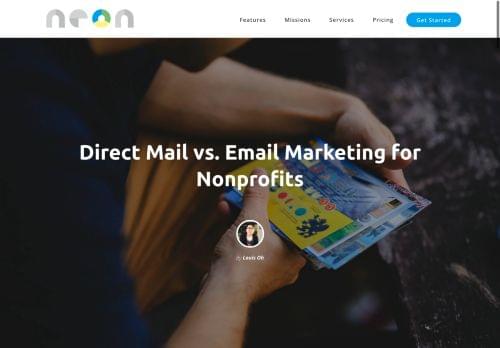 neon
Features Missions Services Pricing Get Started
Direct Mail vs. Email Marketing for
Nonprofits
By Louis Oh